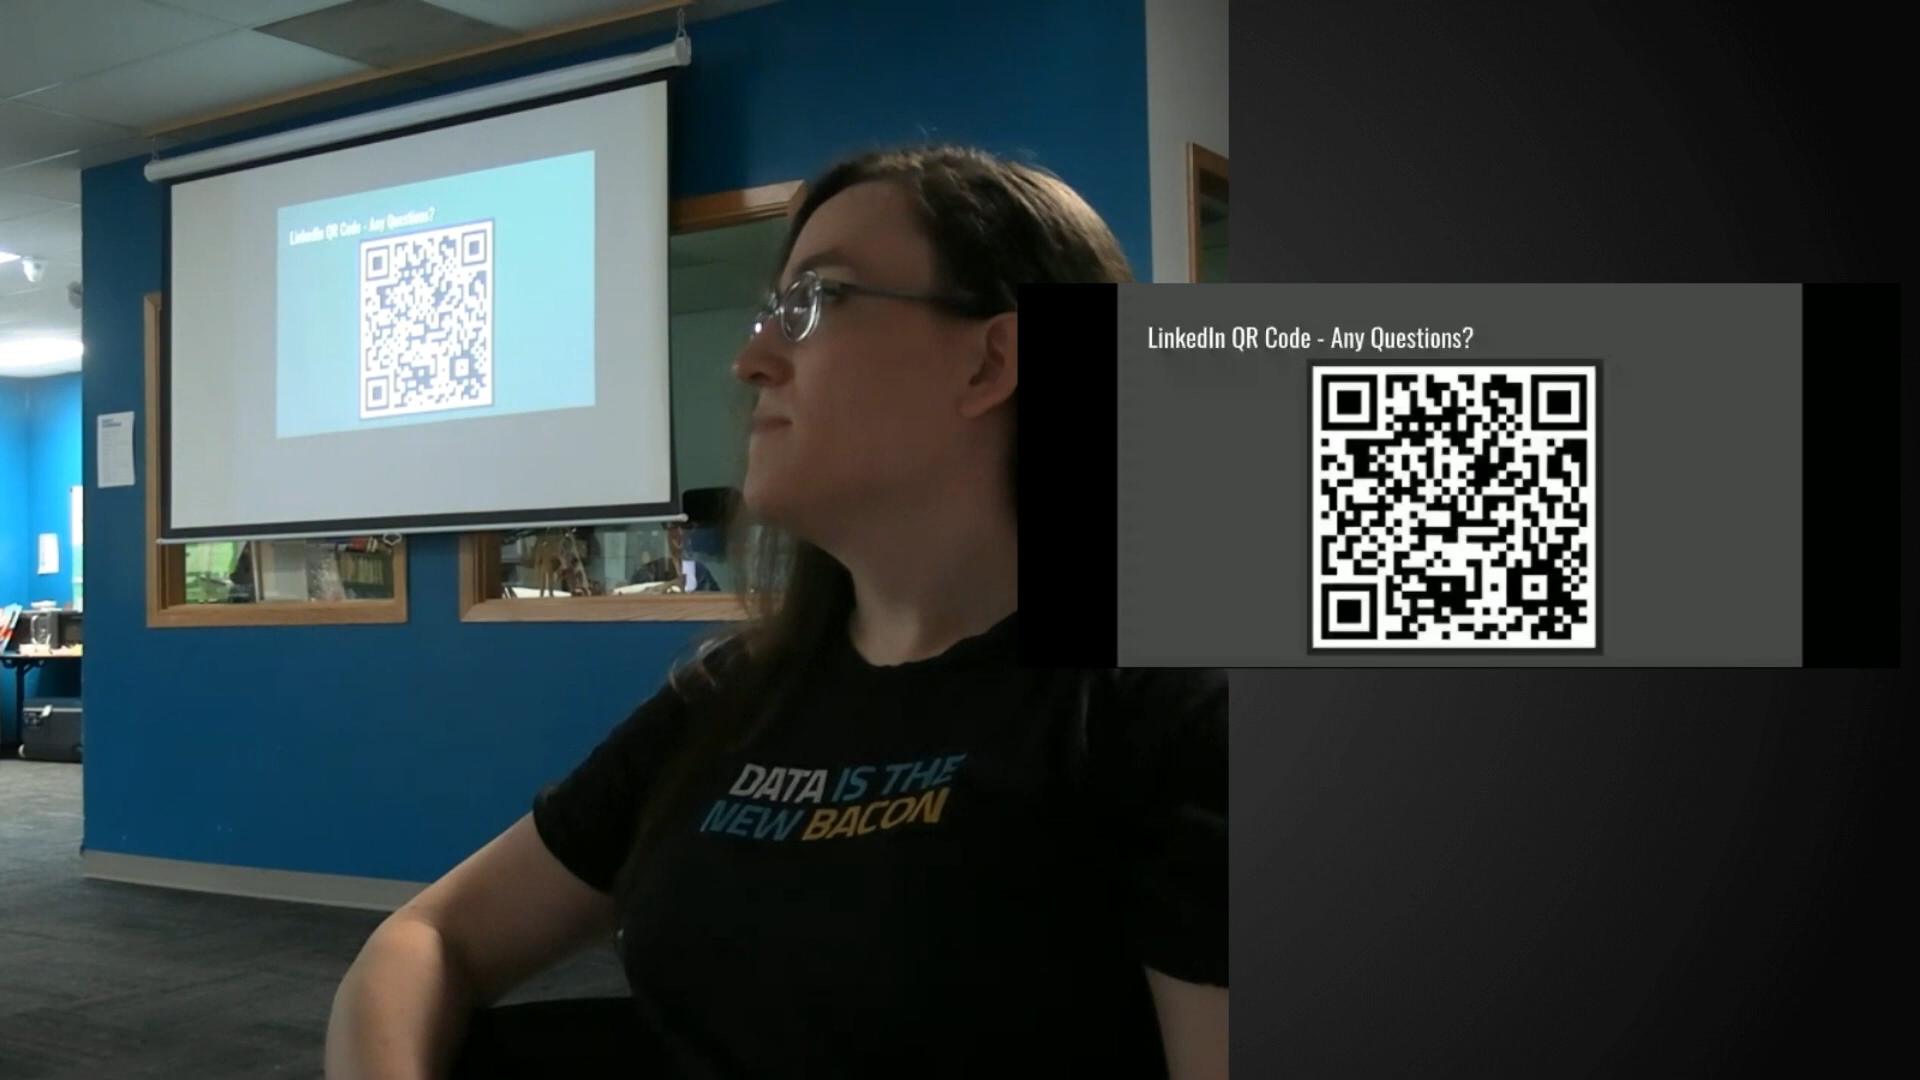 LinkedIn QR Code - Any Questions?
DATA IS THE
NEW BACON
LinkedIn QR Code - Any Questions?